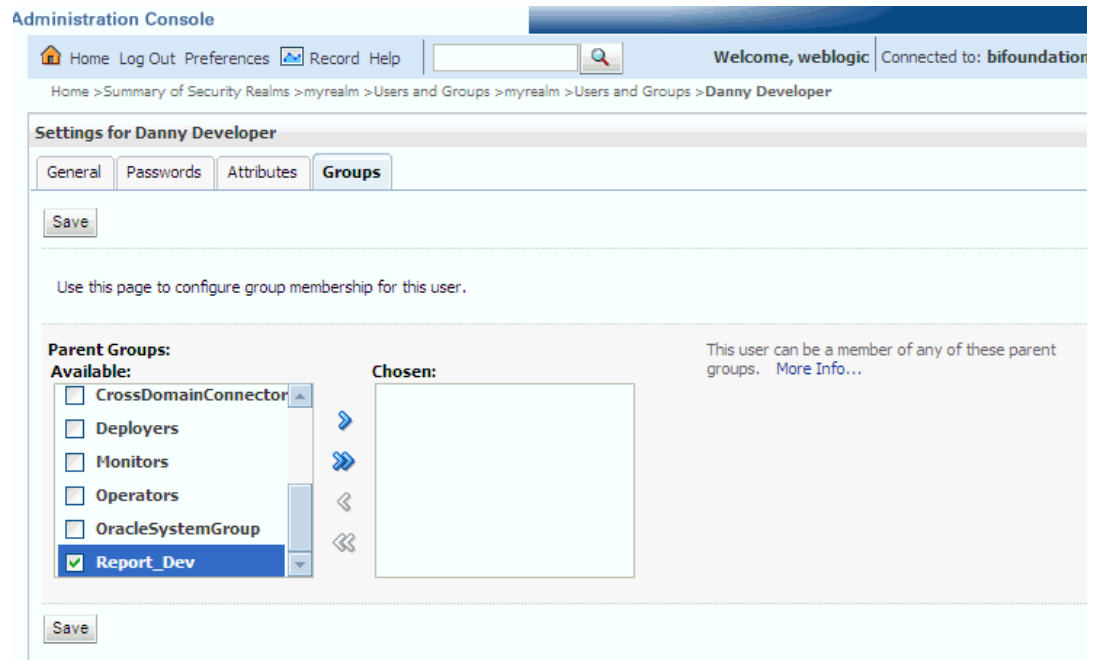 Administration Console
Home Log Out Preferences Record Help
Welcome, weblogic Connected to: bifoundation
Home >Summary of Security Realms >myrealm >Users and Groups >myrealm >Users and Groups >Danny Developer
Settings for Danny Developer
General Passwords Attributes Groups
Save
Use this page to configure group membership for this user.
Parent Groups:
Available:
Chosen:
This user can be a member of any of these parent
groups. More Info...
CrossDomainConnector
Deployers
Monitors
Operators
OracleSystemGroup
Report_Dev
Save